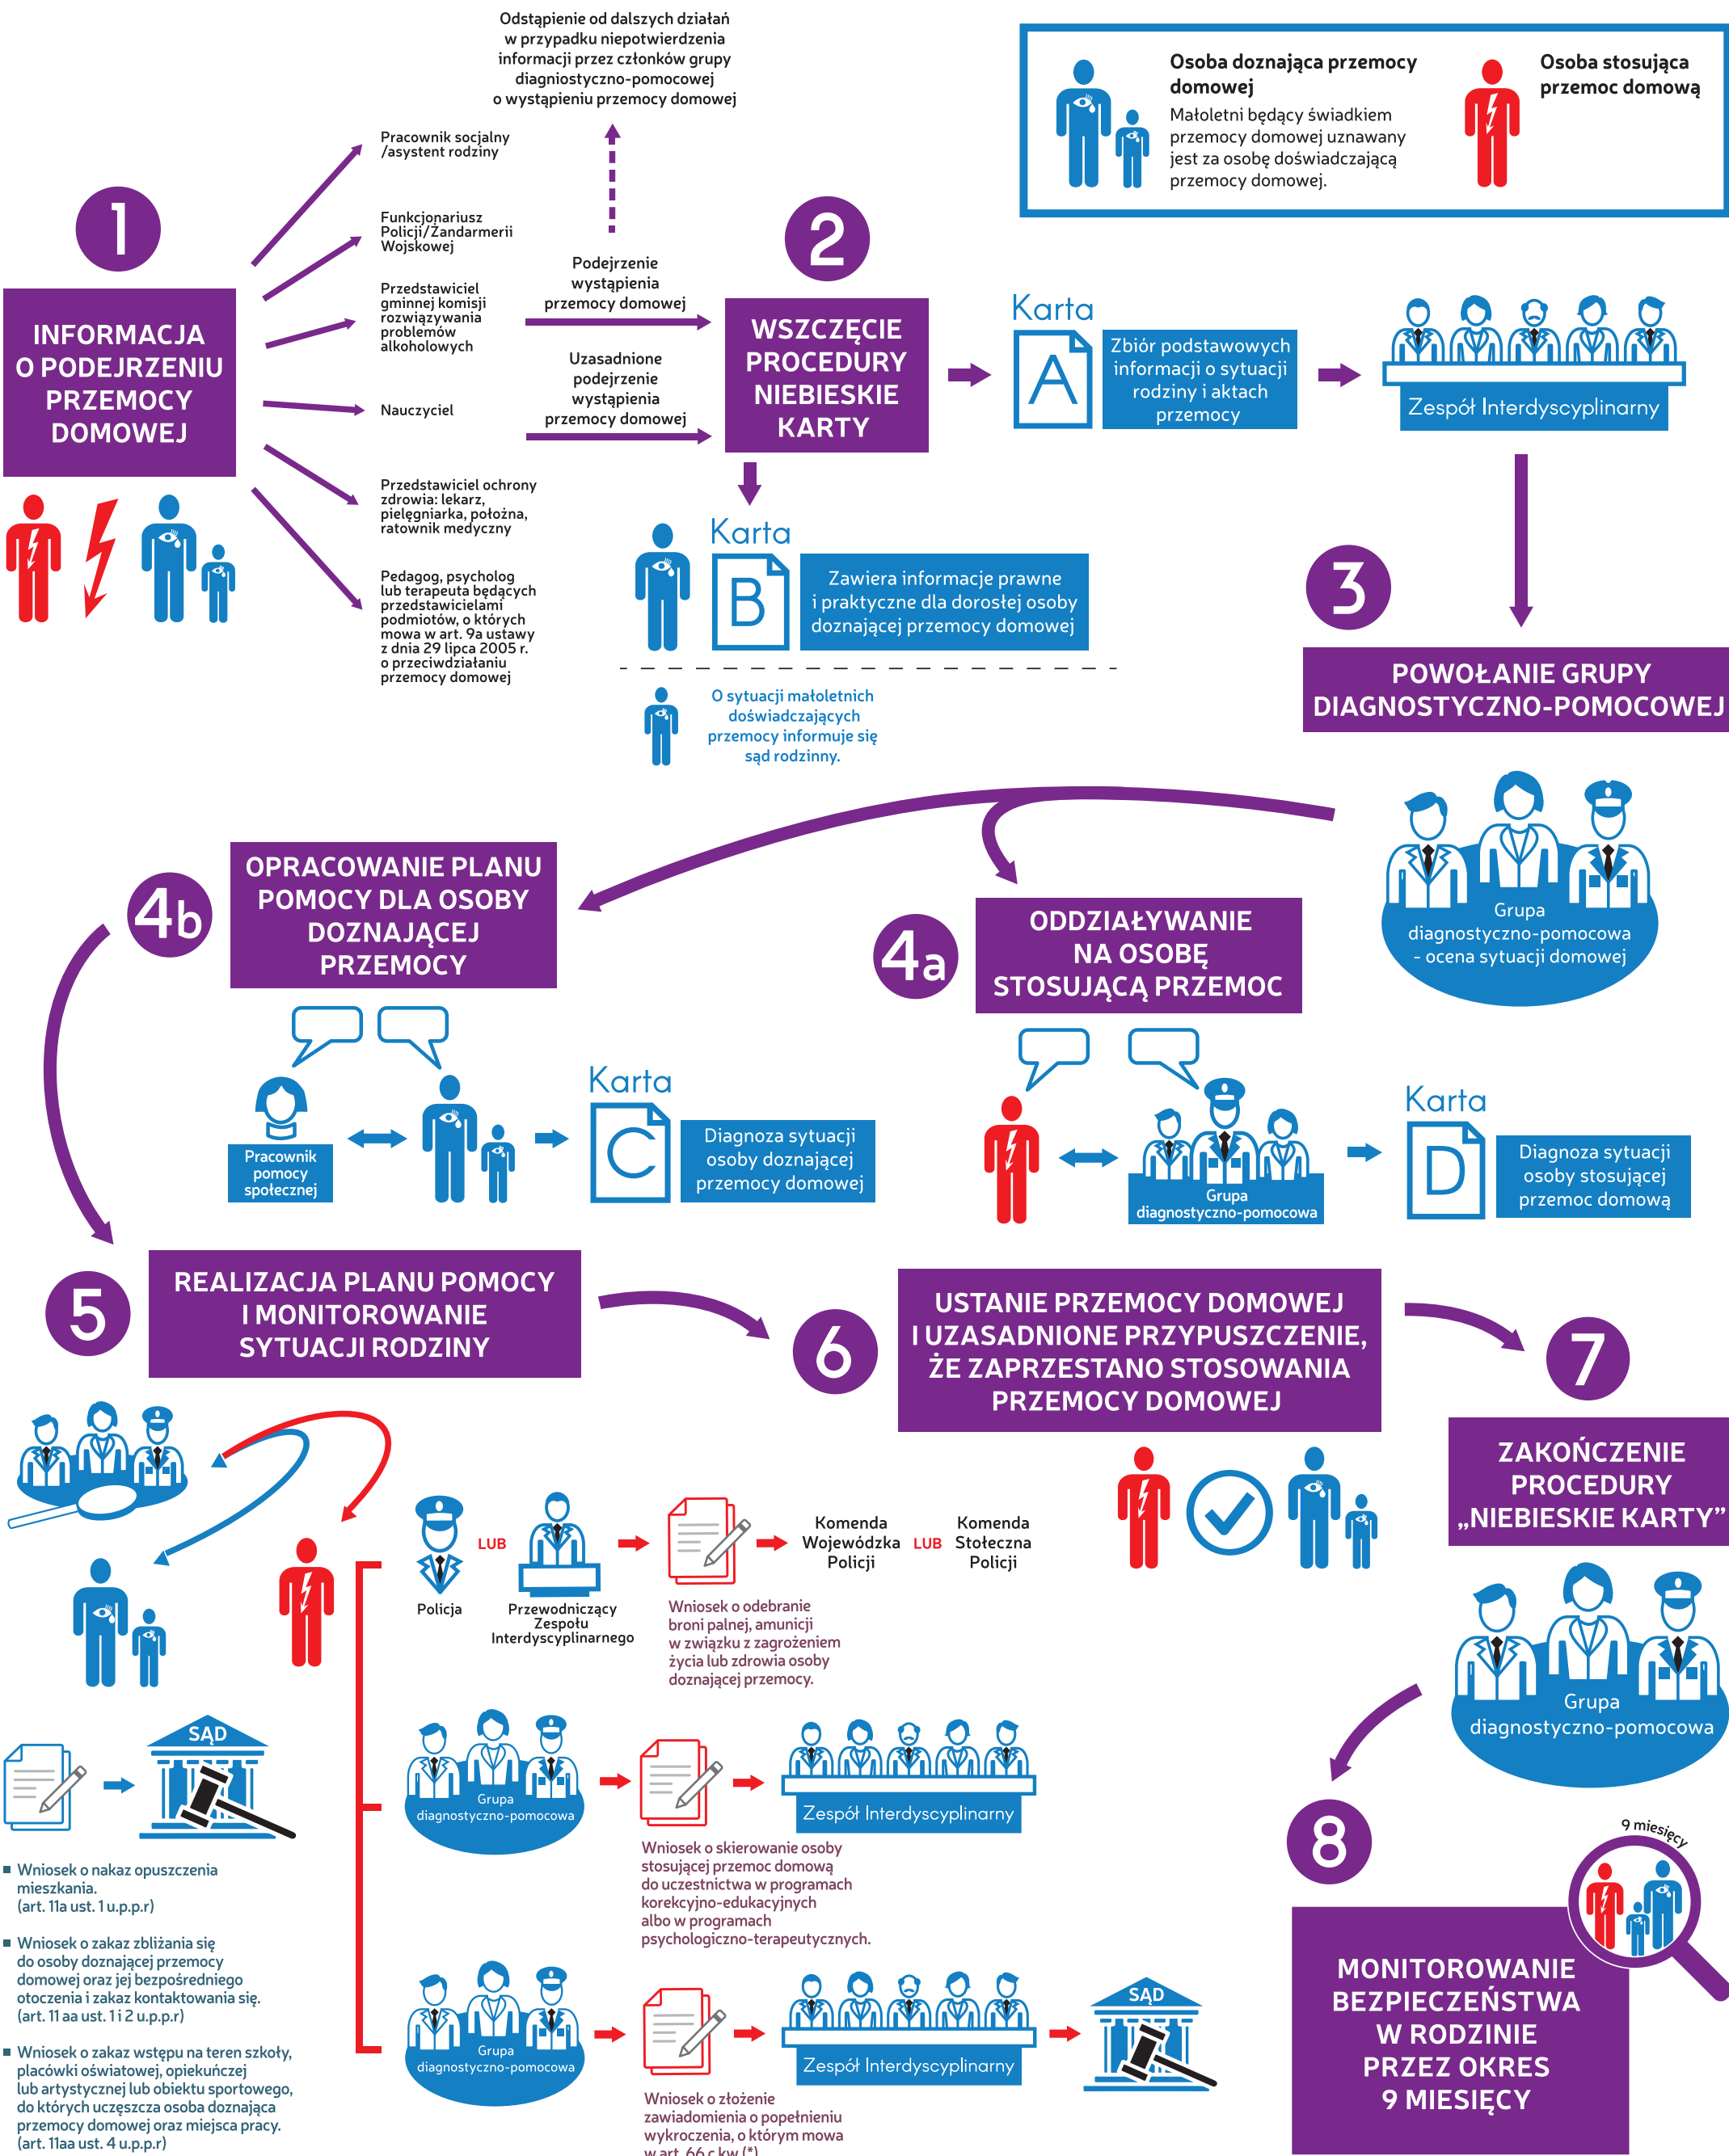 Odstąpienie od dalszych działań
w przypadku niepotwierdzenia
informacji przez członków grupy
diagniostyczno-pomocowej
o wystąpieniu przemocy domowej
Osoba doznająca przemocy
domowej
Małoletni będący świadkiem
przemocy domowej uznawany
jest za osobę doświadczającą
przemocy domowej.
Osoba stosująca
przemoc domową
1
INFORMACJA
O PODEJRZENIU
PRZEMOCY
DOMOWEJ
Pracownik socjalny
/asystent rodziny
Funkcjonariusz
Policji/Żandarmerii
Wojskowej
Przedstawiciel
gminnej komisji
rozwiązywania
problemów
alkoholowych
Nauczyciel
Przedstawiciel ochrony
zdrowia: lekarz,
pielęgniarka, położna,
ratownik medyczny
Pedagog, psycholog
lub terapeuta będących
przedstawicielami
podmiotów, o których
mowa w art. 9a ustawy
z dnia 29 lipca 2005 r.
o przeciwdziałaniu
przemocy domowej
Podejrzenie
wystąpienia
przemocy domowej
Uzasadnione
podejrzenie
wystąpienia
przemocy domowej
2
WSZCZĘCIE
PROCEDURY
NIEBIESKIE
KARTY
Karta
A
Zbiór podstawowych
informacji o sytuacji
rodziny i aktach
przemocy
Zespół Interdyscyplinarny
Karta
B
Zawiera informacje prawne
i praktyczne dla dorosłej osoby
doznającej przemocy domowej
O sytuacji małoletnich
doświadczających
przemocy informuje się
sąd rodzinny.
3
POWOŁANIE GRUPY
DIAGNOSTYCZNO-POMOCOWEJ
Grupa
diagnostyczno-pomocowa
- ocena sytuacji domowej
4a
ODDZIAŁYWANIE
NA OSOBĘ
STOSUJĄCĄ PRZEMOC
Grupa
diagnostyczno-pomocowa
Karta
D
Diagnoza sytuacji
osoby stosującej
przemoc domową
4b
OPRACOWANIE PLANU
POMOCY DLA OSOBY
DOZNAJĄCEJ
PRZEMOCY
Pracownik
pomocy
społecznej
Karta
C
Diagnoza sytuacji
osoby doznającej
przemocy domowej
5
REALIZACJA PLANU POMOCY
I MONITOROWANIE
SYTUACJI RODZINY
SĄD
Wniosek o nakaz opuszczenia
mieszkania.
(art. 11a ust. 1 u.p.p.r)
Wniosek o zakaz zbliżania się
do osoby doznającej przemocy
domowej oraz jej bezpośredniego
otoczenia i zakaz kontaktowania się.
(art. 11 aa ust. 1 i 2 u.p.p.r)
Wniosek o zakaz wstępu na teren szkoły,
placówki oświatowej, opiekuńczej
lub artystycznej lub obiektu sportowego,
do których uczęszcza osoba doznająca
przemocy domowej oraz miejsca pracy.
(art. 11aa ust. 4 u.p.p.r)
Policja
LUB
Przewodniczący
Zespołu
Interdyscyplinarnego
Wniosek o odebranie
broni palnej, amunicji
w związku z zagrożeniem
życia lub zdrowia osoby
doznającej przemocy.
Komenda
Wojewódzka
Policji
LUB
Komenda
Stołeczna
Policji
Grupa
diagnostyczno-pomocowa
Wniosek o skierowanie osoby
stosującej przemoc domową
do uczestnictwa w programach
korekcyjno-edukacyjnych
albo w programach
psychologiczno-terapeutycznych.
Zespół Interdyscyplinarny
Grupa
diagnostyczno-pomocowa
Wniosek o złożenie
zawiadomienia o popełnieniu
wykroczenia, o którym mowa
w art. 66 c kw (*)
Zespół Interdyscyplinarny
SĄD
6
USTANIE PRZEMOCY DOMOWEJ
I UZASADNIONE PRZYPUSZCZENIE,
ŻE ZAPRZESTANO STOSOWANIA
PRZEMOCY DOMOWEJ
7
ZAKOŃCZENIE
PROCEDURY
„NIEBIESKIE KARTY”
Grupa
diagnostyczno-pomocowa
8
9 miesięcy
MONITOROWANIE
BEZPIECZEŃSTWA
W RODZINIE
PRZEZ OKRES
9 MIESIĘCY